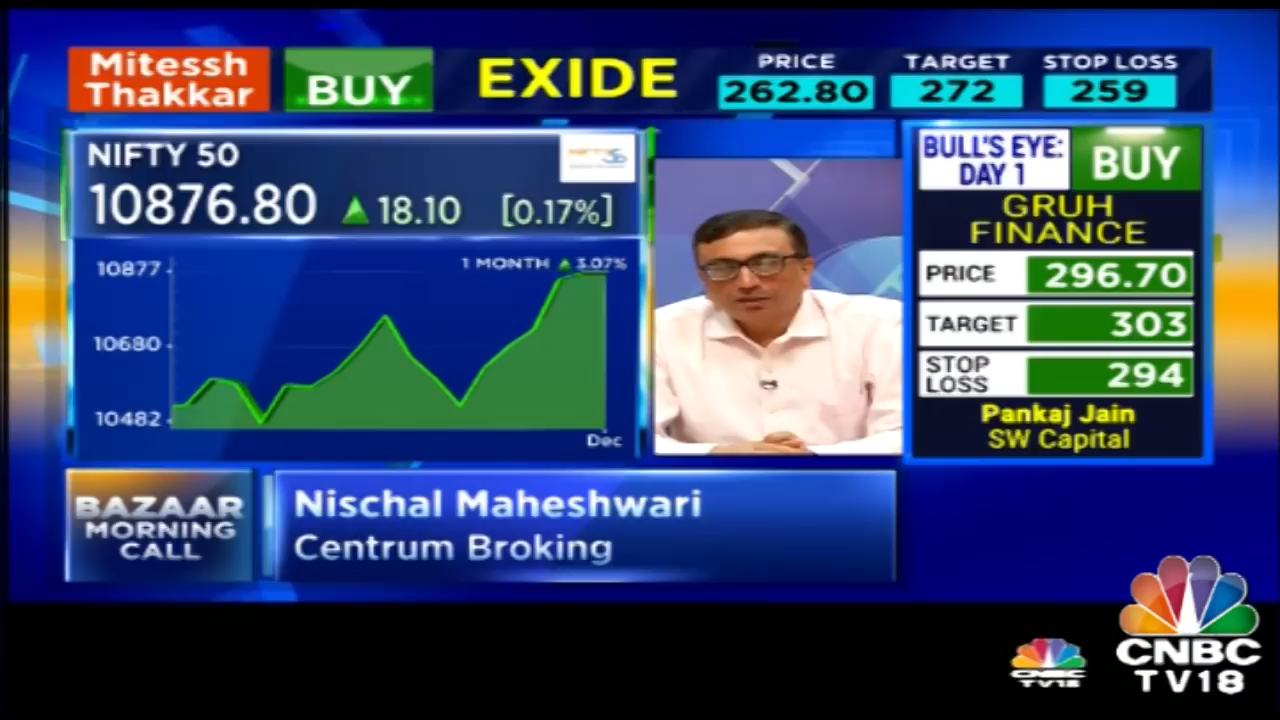 Mitessh
Thakkar
BUY
EXIDE
PRICE
262.80
TARGET
272
STOP LOSS
259
NIFTY 50
10876.80 ▲ 18.10 [0.17%]
1 MONTH ▲ 3.07%
10877
10680
10482
Dec
BULL'S EYE:
DAY 1
BUY
GRUH
FINANCE
PRICE 296.70
TARGET 303
STOP
LOSS
294
Pankaj Jain
SW Capital
BAZAAR
MORNING
CALL
Nischal Maheshwari
Centrum Broking
CNBC
TV18
CNBC
TV18